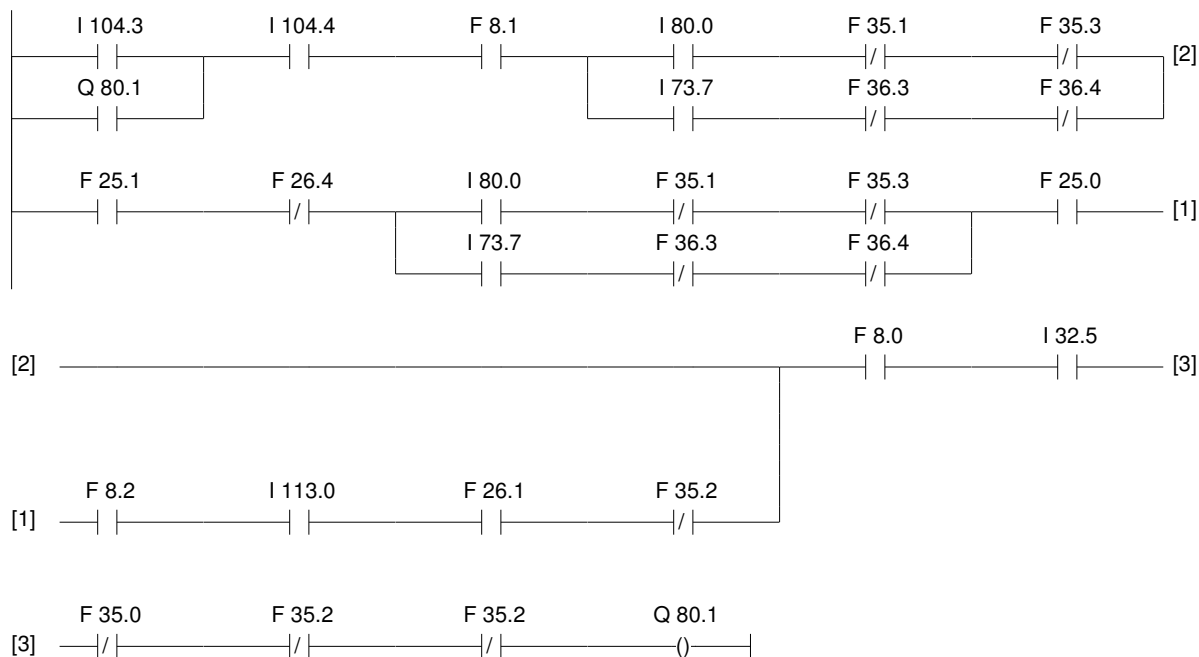 I 104.3 I 104.4 F 8.1 I 80.0 F 35.1 F 35.3
[2]
Q 80.1 I 73.7 F 36.3 F 36.4
F 25.1 F 26.4 I 80.0 F 35.1 F 35.3 F 25.0
[1]
I 73.7 F 36.3 F 36.4
F 8.0 I 32.5
[2] [3]
F 8.2 I 113.0 F 26.1 F 35.2
[1]
F 35.0 F 35.2 F 35.2 Q 80.1
[3]